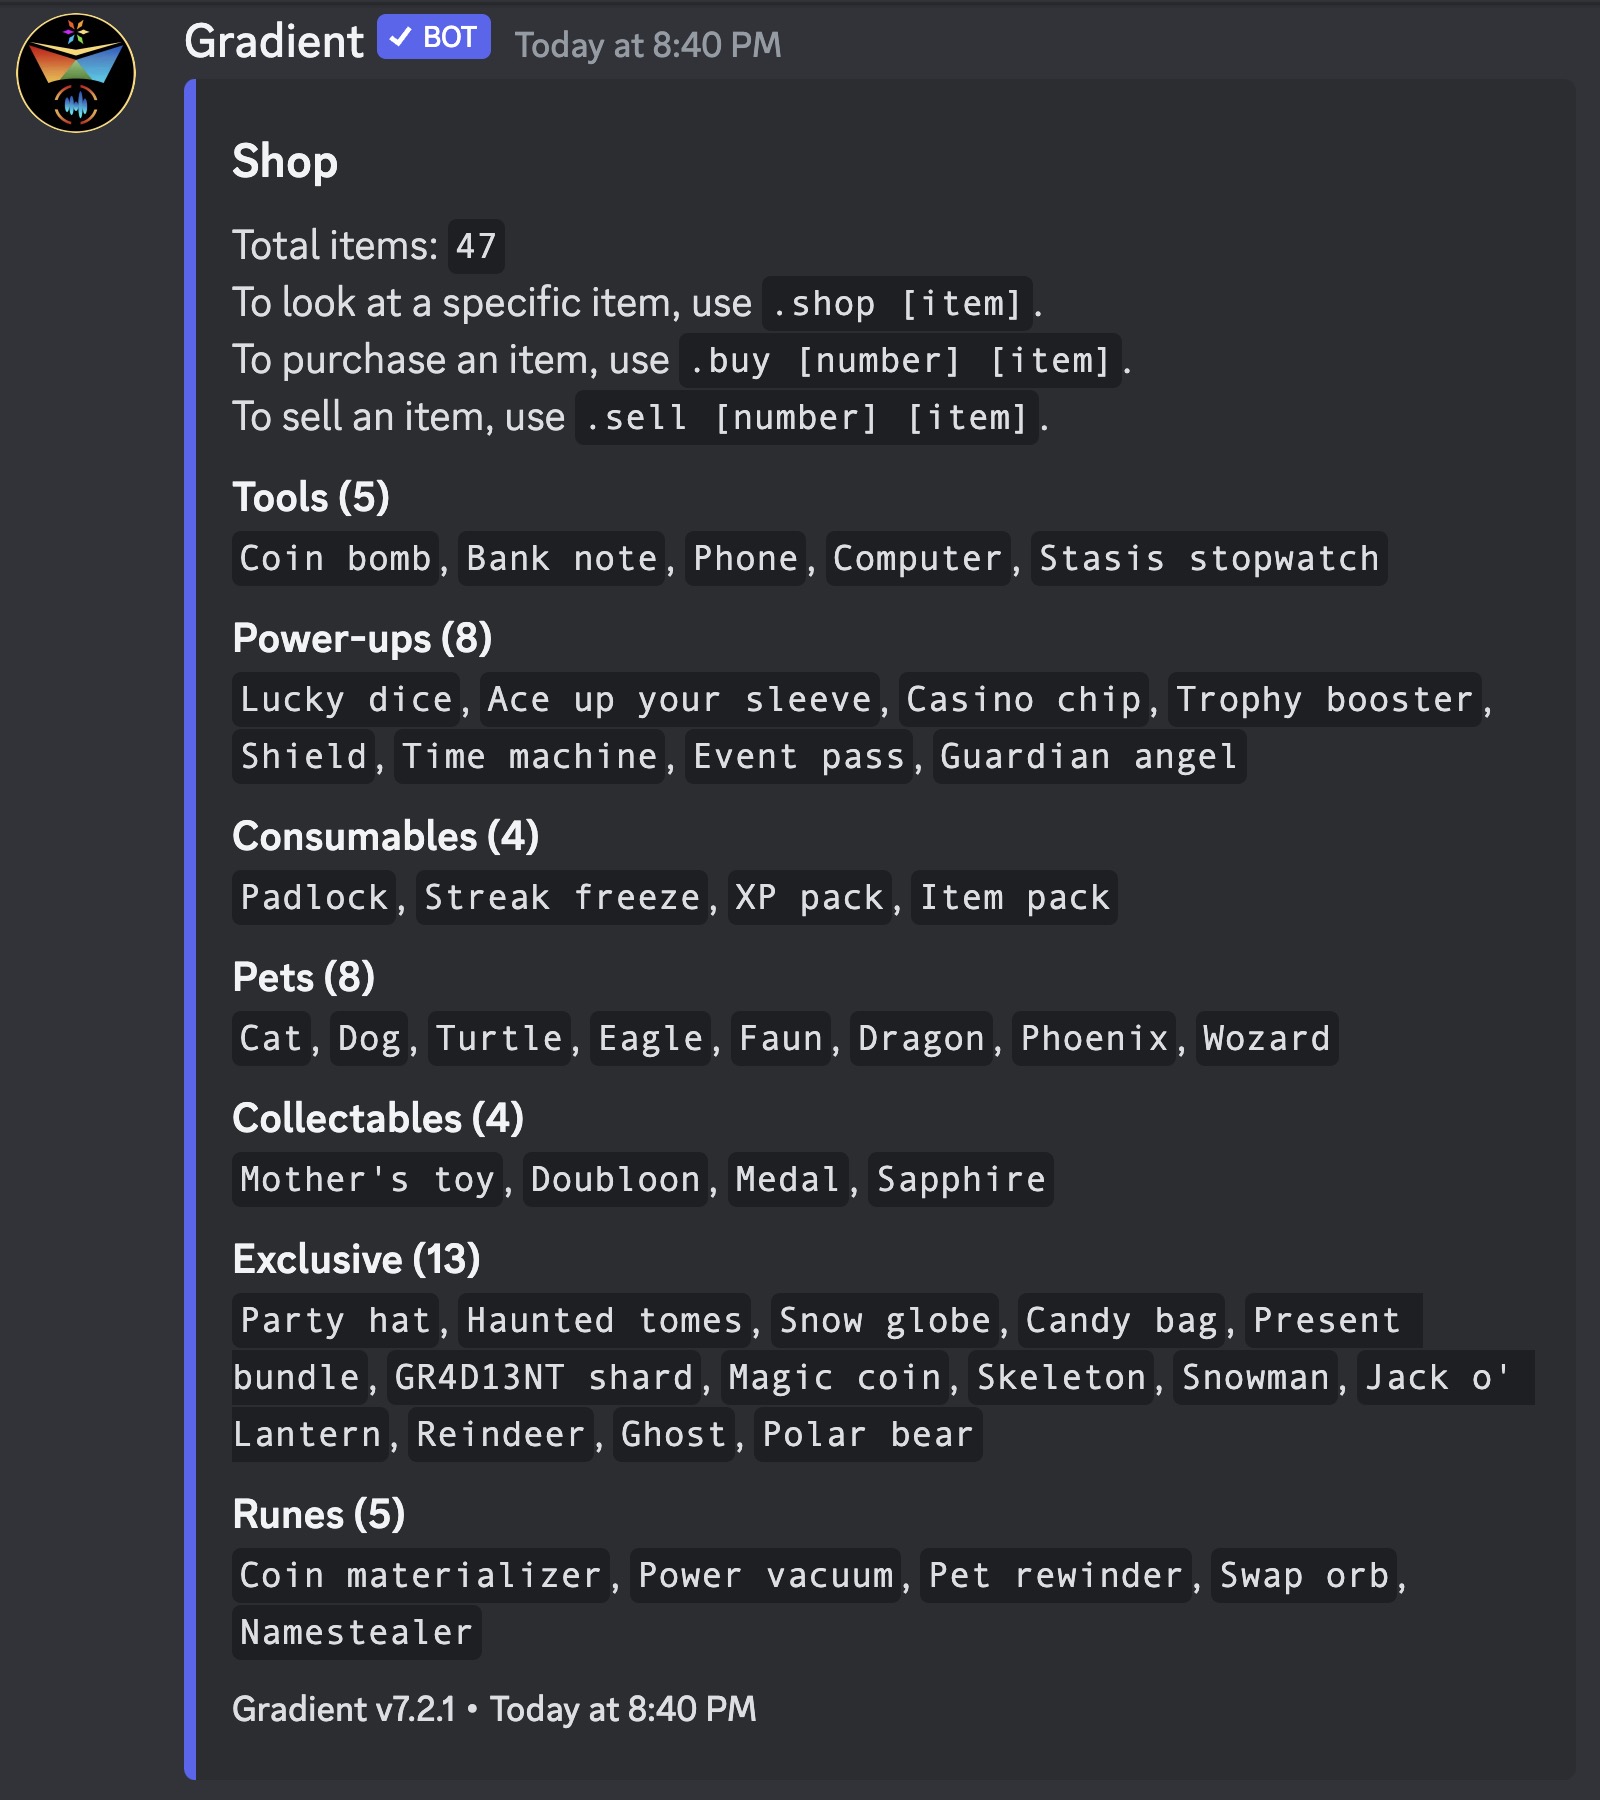 Gradient BOT Today at 8:40 PM
Shop
Total items: 47
To look at a specific item, use .shop [item].
To purchase an item, use .buy [number] [item].
To sell an item, use .sell [number] [item].
Tools (5)
Coin bomb, Bank note, Phone, Computer, Stasis stopwatch
Power-ups (8)
Lucky dice, Ace up your sleeve, Casino chip, Trophy booster,
Shield, Time machine, Event pass, Guardian angel
Consumables (4)
Padlock, Streak freeze, XP pack, Item pack
Pets (8)
Cat, Dog, Turtle, Eagle, Faun, Dragon, Phoenix, Wozard
Collectables (4)
Mother's toy, Doubloon, Medal, Sapphire
Exclusive (13)
Party hat, Haunted tomes, Snow globe, Candy bag, Present
bundle, GR4D13NT shard, Magic coin, Skeleton, Snowman, Jack o'
Lantern, Reindeer, Ghost, Polar bear
Runes (5)
Coin materializer, Power vacuum, Pet rewinder, Swap orb,
Namestealer
Gradient v7.2.1 • Today at 8:40 PM